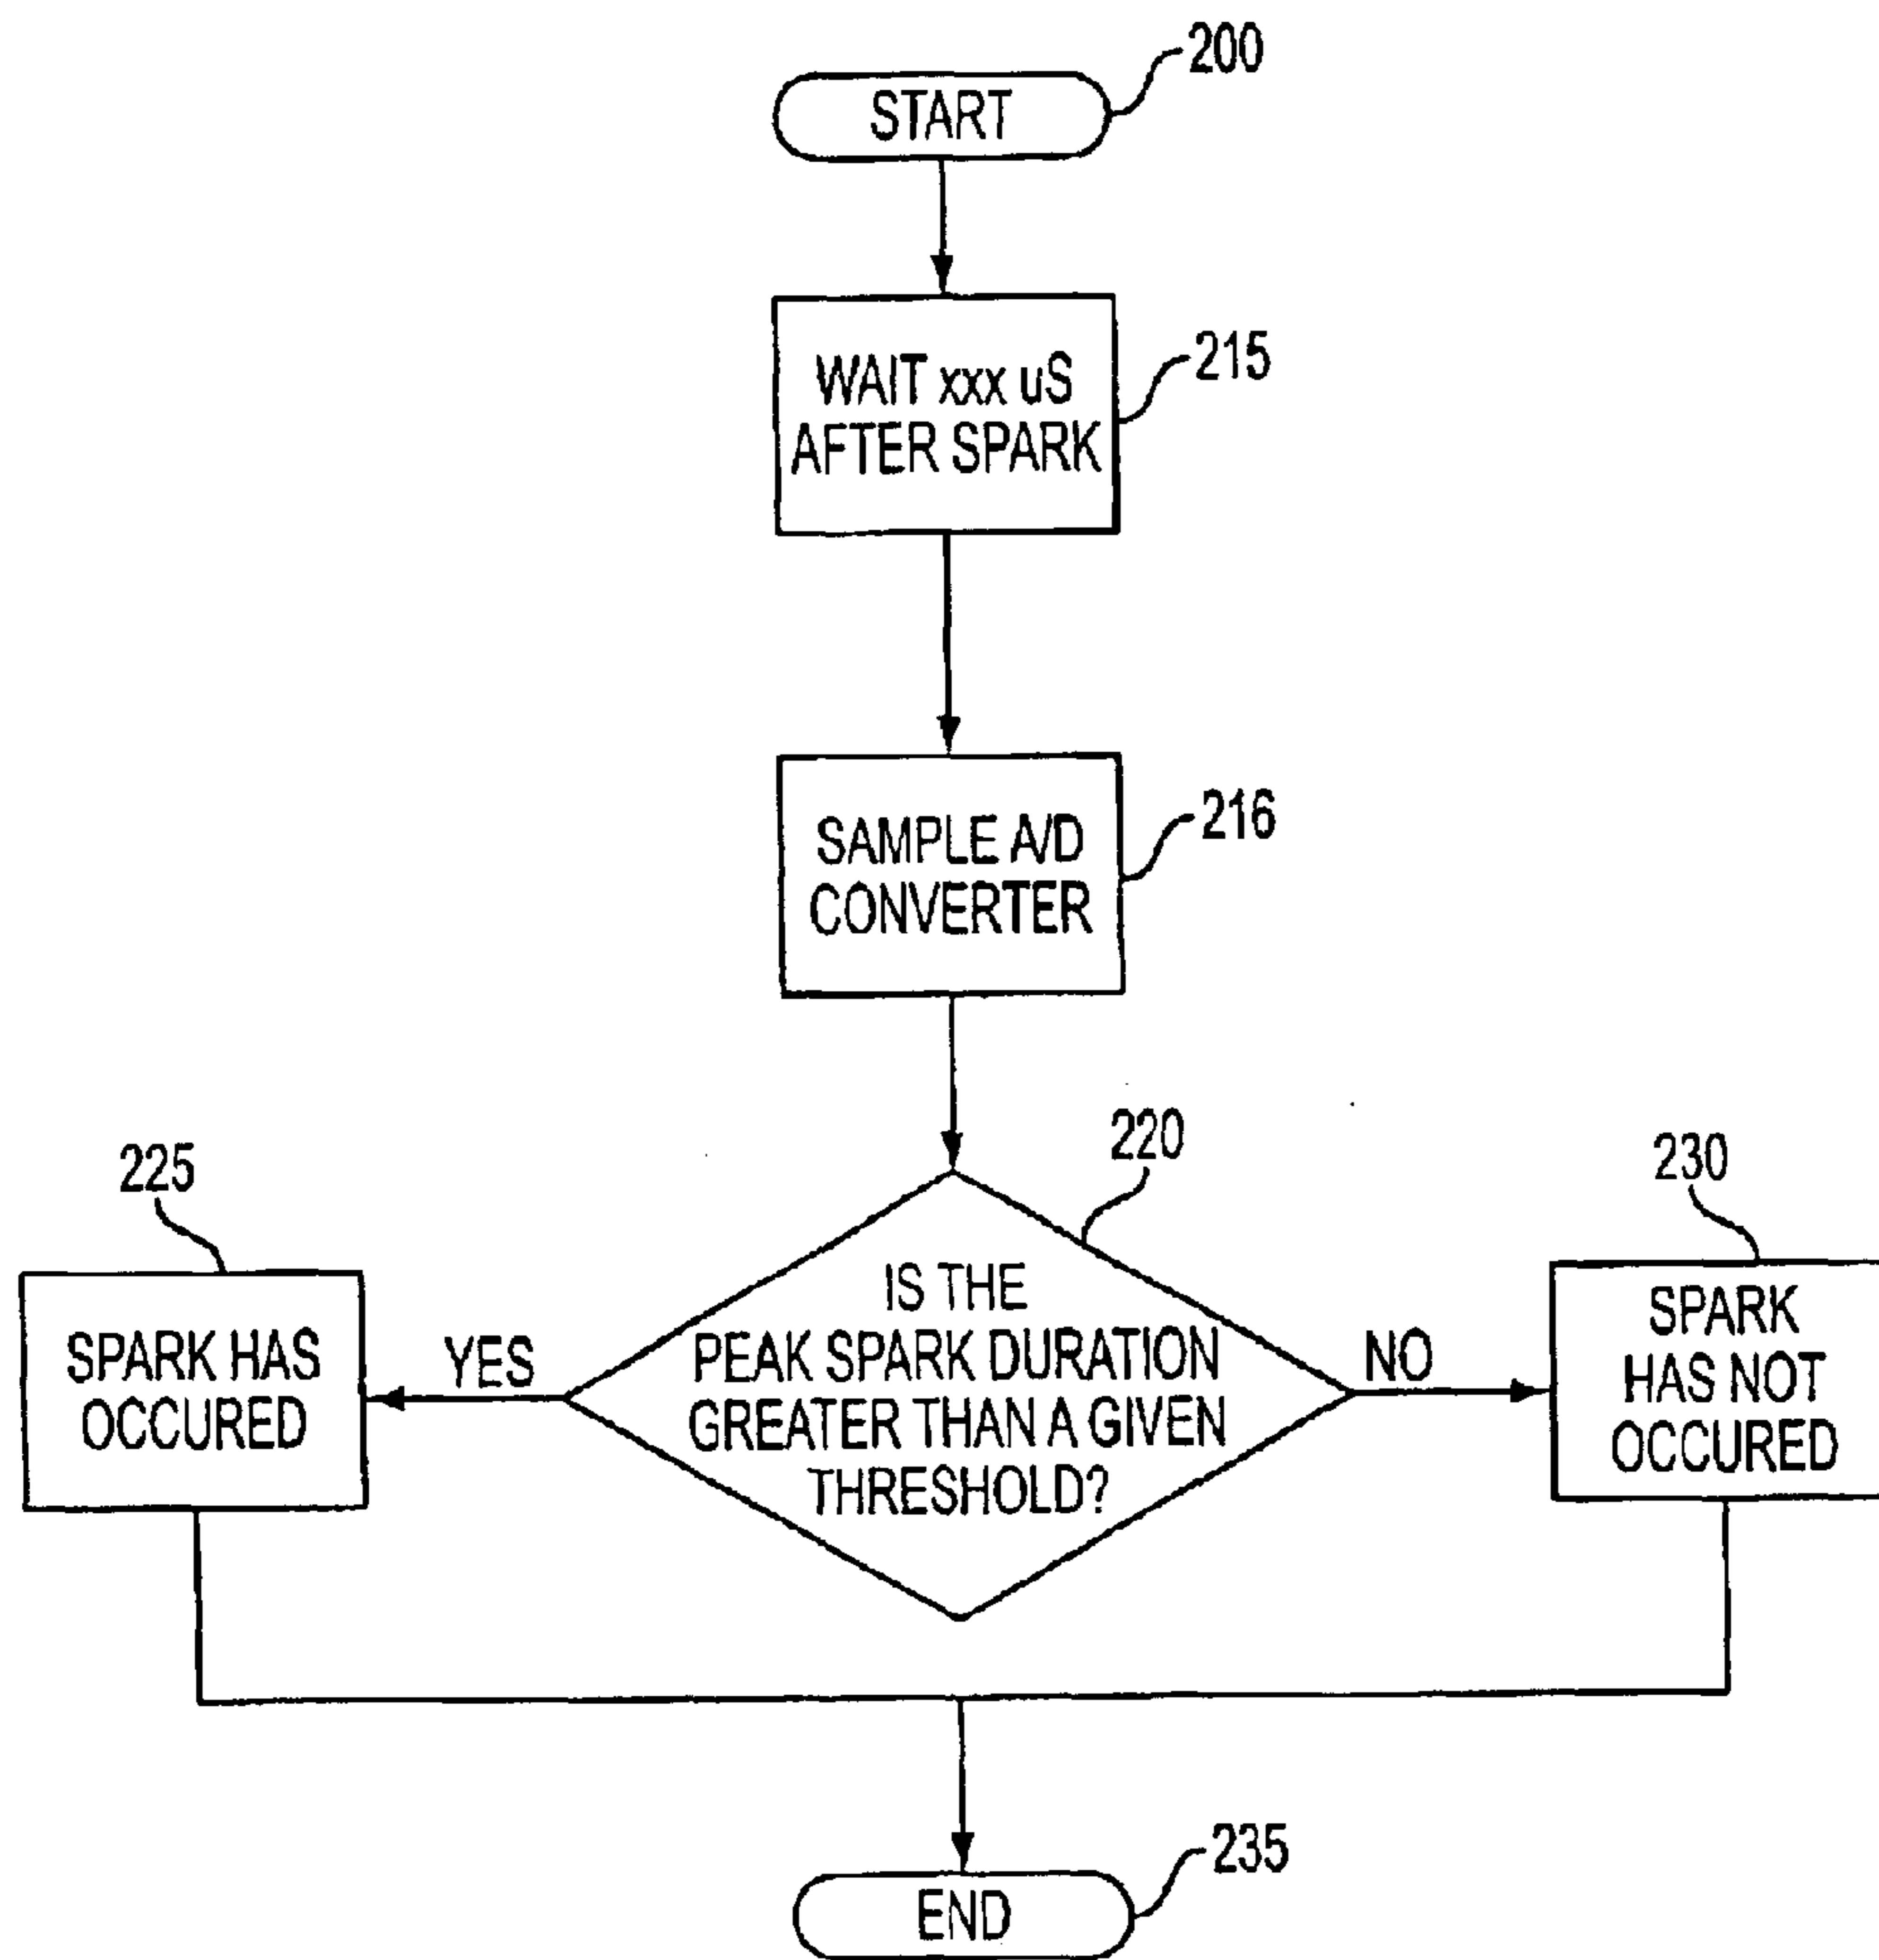 200
START
WAIT xxx uS
AFTER SPARK
215
SAMPLE A/D
CONVERTER
216
220
IS THE
PEAK SPARK DURATION
GREATER THAN A GIVEN
THRESHOLD?
225
YES
SPARK HAS
OCCURED
230
NO
SPARK
HAS NOT
OCCURED
235
END